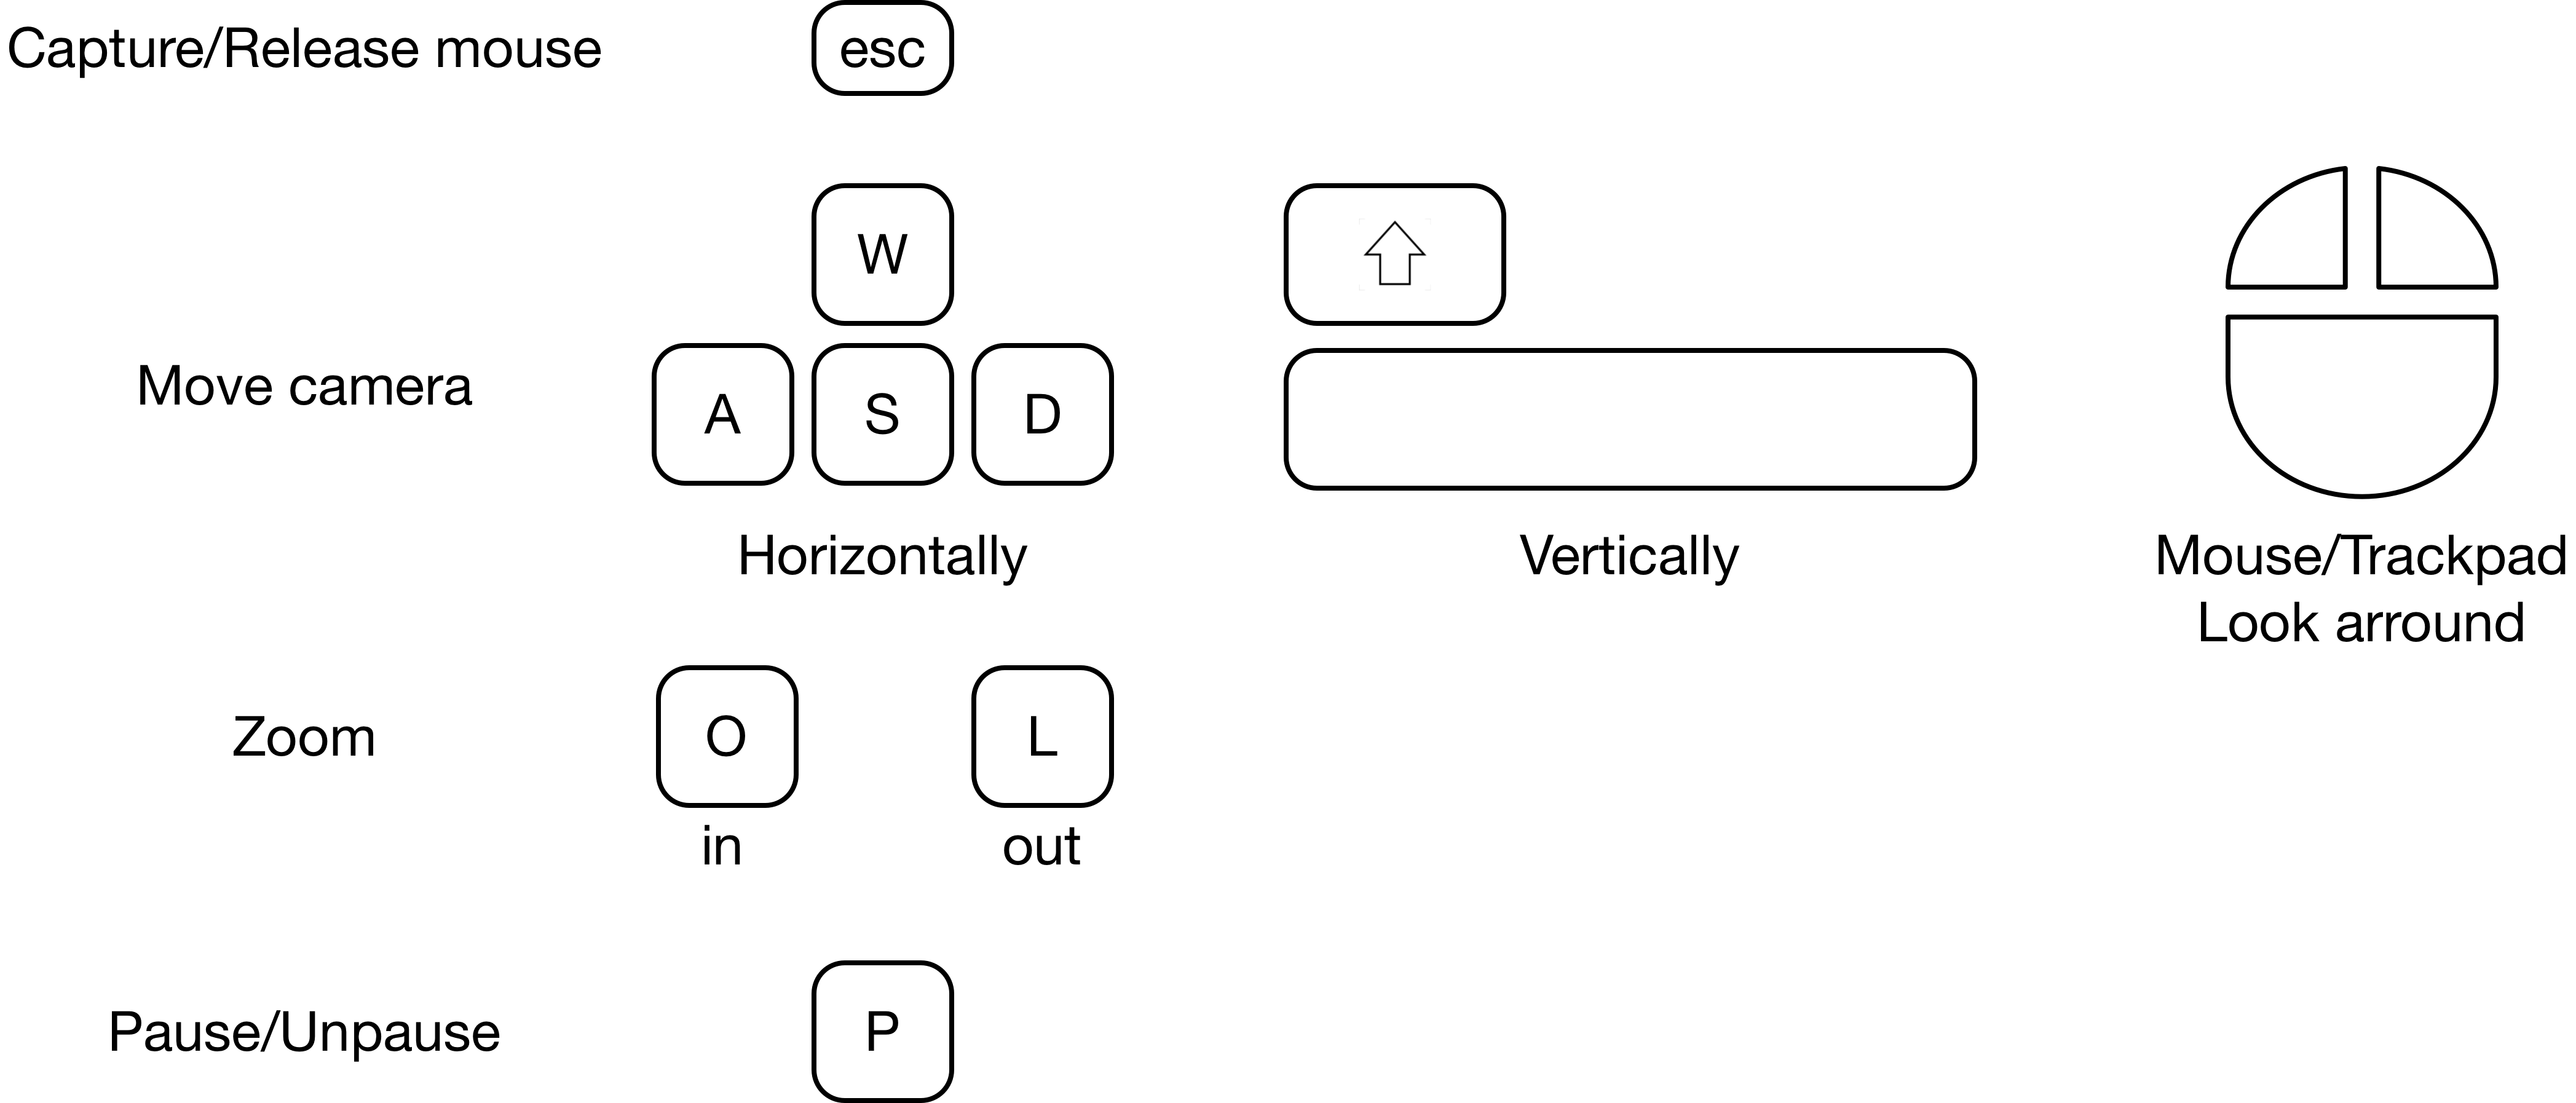 Capture/Release mouse
esc
W
Move camera
A
S
D
Horizontally
Vertically
Mouse/Trackpad
Look arround
Zoom
O
L
in
out
Pause/Unpause
P